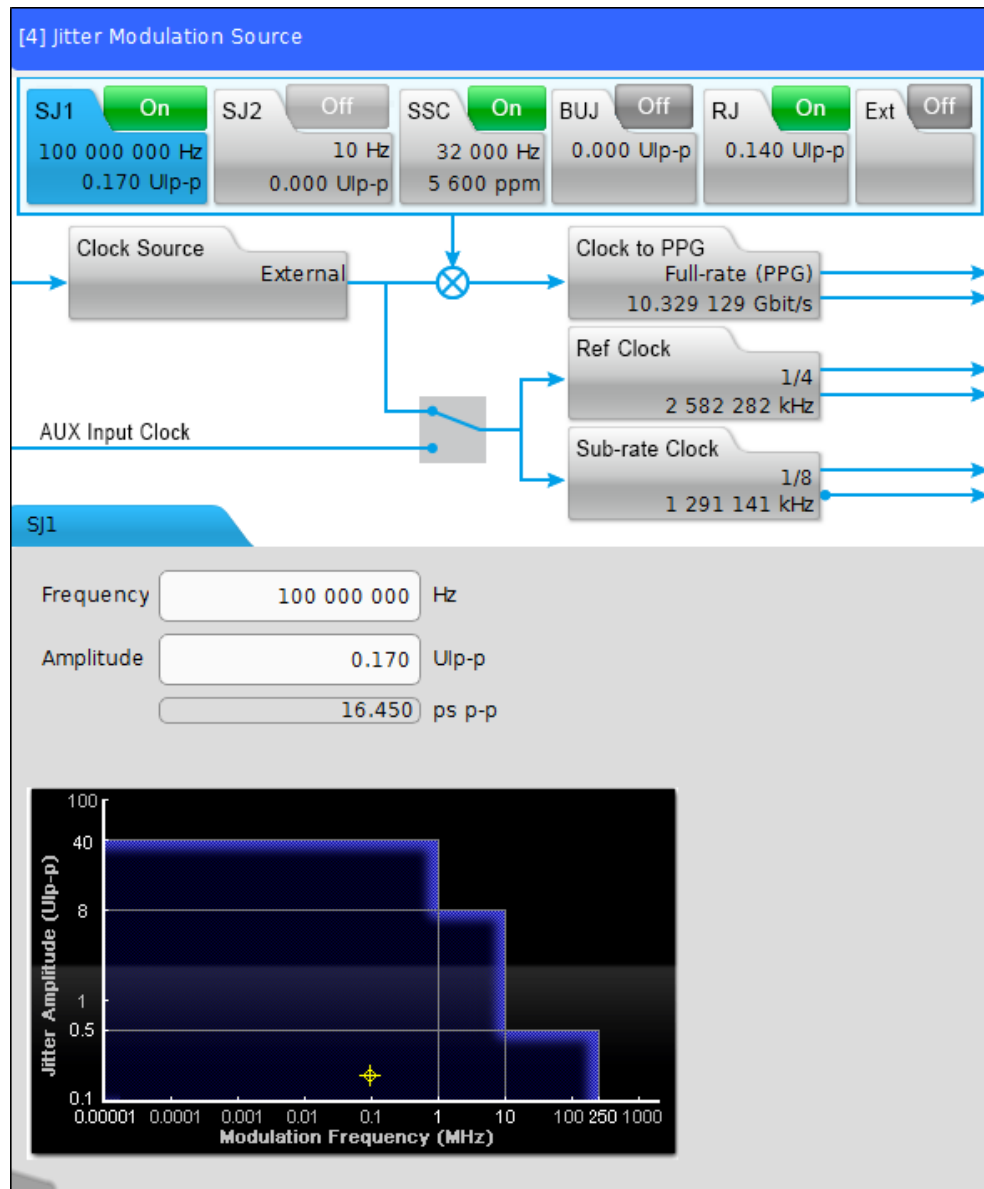 [4] Jitter Modulation Source
SJ1 On SJ2 Off SSC On BUJ Off RJ On Ext Off
100 000 000 Hz 10 Hz 32 000 Hz 0.000 UIp-p 0.140 UIp-p
0.170 UIp-p 0.000 UIp-p 5 600 ppm
Clock Source
External
Clock to PPG
Full-rate (PPG)
10.329 129 Gbit/s
Ref Clock
1/4
2 582 282 kHz
AUX Input Clock
Sub-rate Clock
1/8
1 291 141 kHz
SJ1
Frequency 100 000 000 Hz
Amplitude 0.170 UIp-p
16.450 ps p-p
Jitter Amplitude (UIp-p)
100
40
8
1
0.5
0.1
0.00001 0.0001 0.001 0.01 0.1 1 10 100 250 1000
Modulation Frequency (MHz)